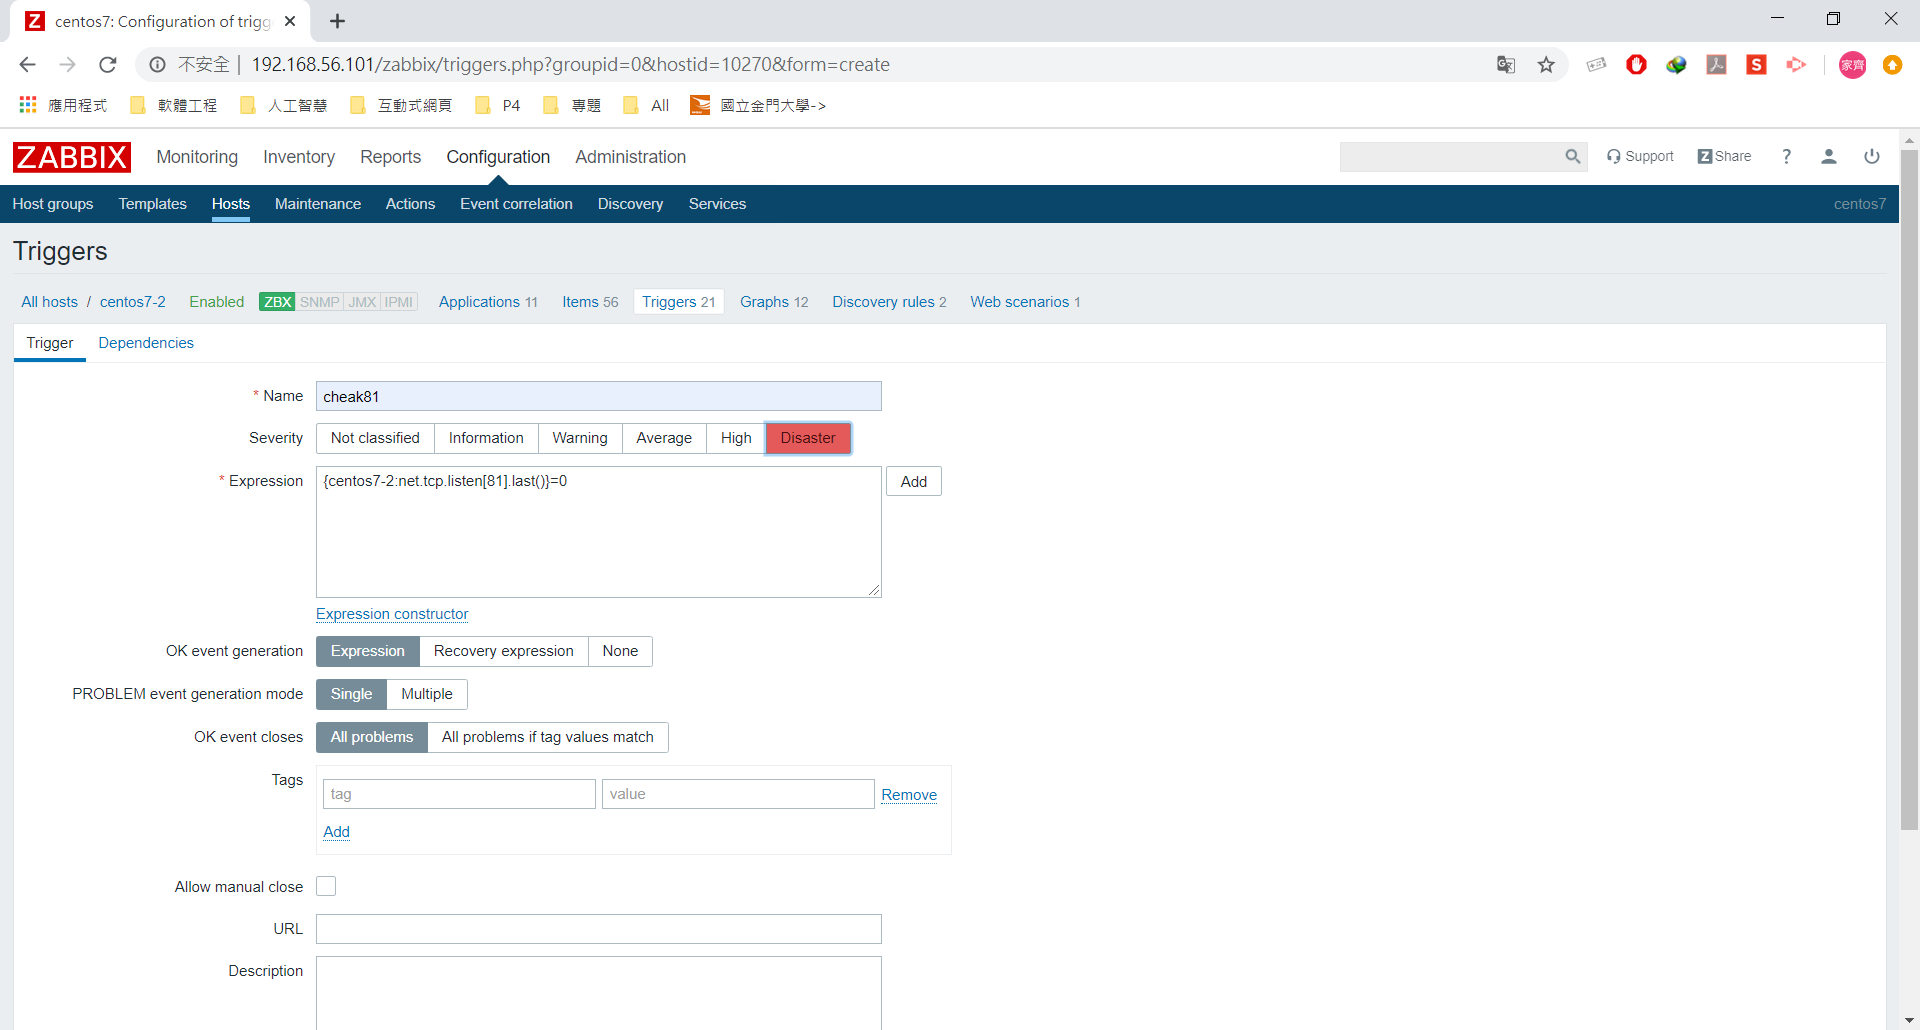 centos7: Configuration of trigg
不安全 | 192.168.56.101/zabbix/triggers.php?groupid=0&hostid=10270&form=create
家齊
應用程式 軟體工程 人工智慧 互動式網頁 P4 專題 All 國立金門大學->
ZABBIX Monitoring Inventory Reports Configuration Administration Support Z Share ?
Host groups Templates Hosts Maintenance Actions Event correlation Discovery Services centos7
Triggers
All hosts / centos7-2 Enabled ZBX SNMP JMX IPMI Applications 11 Items 56 Triggers 21 Graphs 12 Discovery rules 2 Web scenarios 1
Trigger Dependencies
* Name cheak81
Severity Not classified Information Warning Average High Disaster
* Expression {centos7-2:net.tcp.listen[81].last()}=0 Add
Expression constructor
OK event generation Expression Recovery expression None
PROBLEM event generation mode Single Multiple
OK event closes All problems All problems if tag values match
Tags tag value Remove
Add
Allow manual close
URL
Description